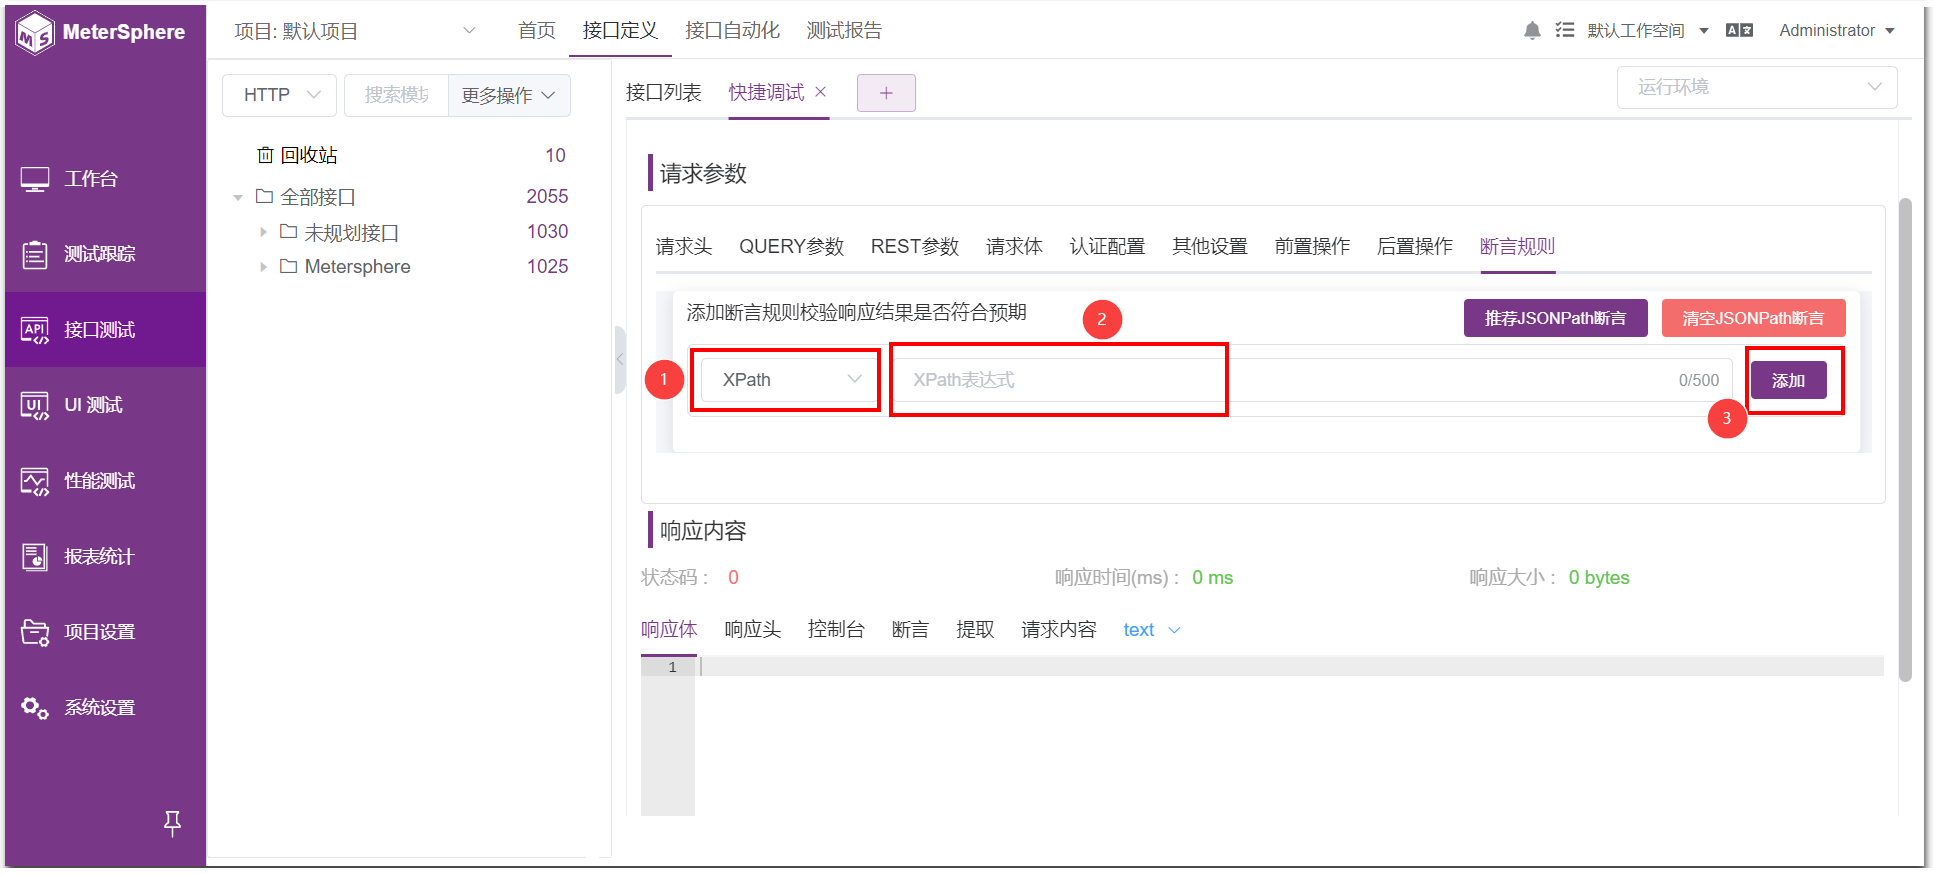 MeterSphere
项目: 默认项目
首页
接口定义
接口自动化
测试报告
默认工作空间
Administrator
工作台
测试跟踪
接口测试
UI 测试
性能测试
报表统计
项目设置
系统设置
HTTP
搜索模块
更多操作
回收站 10
全部接口 2055
未规划接口 1030
Metersphere 1025
接口列表
快捷调试
+
运行环境
请求参数
请求头
QUERY参数
REST参数
请求体
认证配置
其他设置
前置操作
后置操作
断言规则
添加断言规则校验响应结果是否符合预期
2
推荐JSONPath断言
清空JSONPath断言
1
XPath
XPath表达式
0/500
添加
3
响应内容
状态码 : 0
响应时间(ms) : 0 ms
响应大小 : 0 bytes
响应体
响应头
控制台
断言
提取
请求内容
text
1